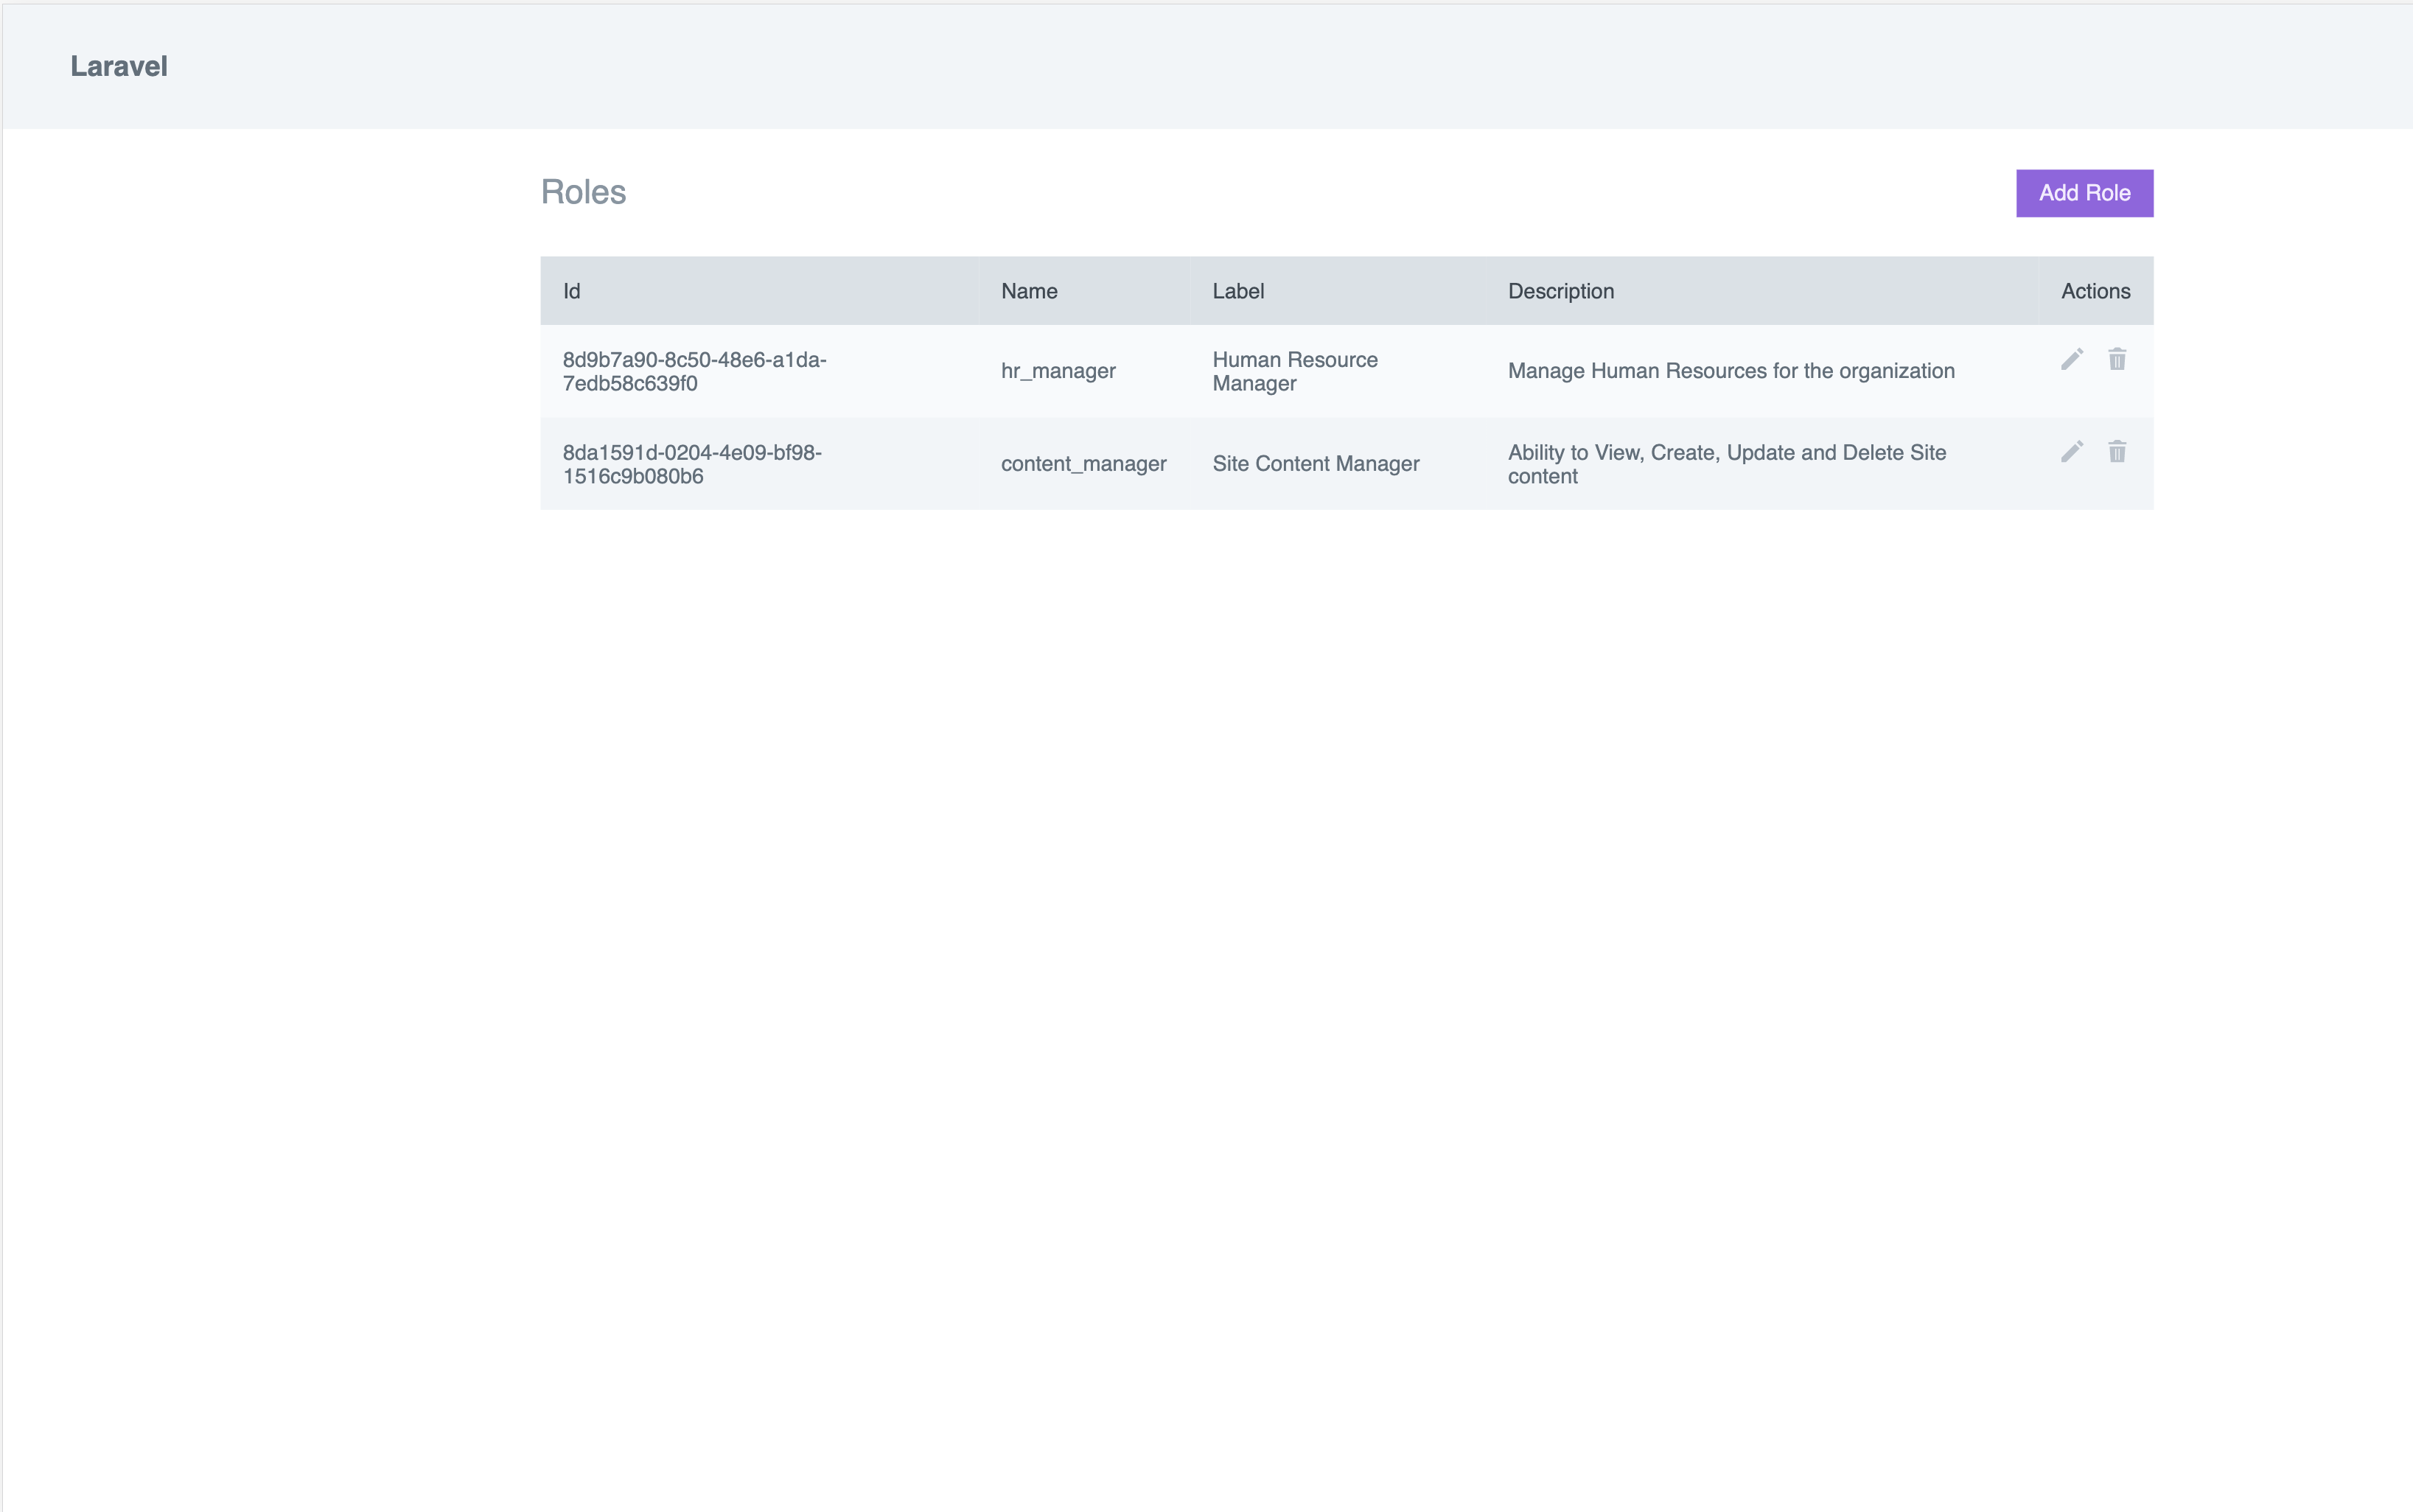 Laravel
Roles
Add Role
Id Name Label Description Actions
8d9b7a90-8c50-48e6-a1da-
7edb58c639f0
hr_manager
Human Resource
Manager
Manage Human Resources for the organization
8da1591d-0204-4e09-bf98-
1516c9b080b6
content_manager
Site Content Manager
Ability to View, Create, Update and Delete Site
content